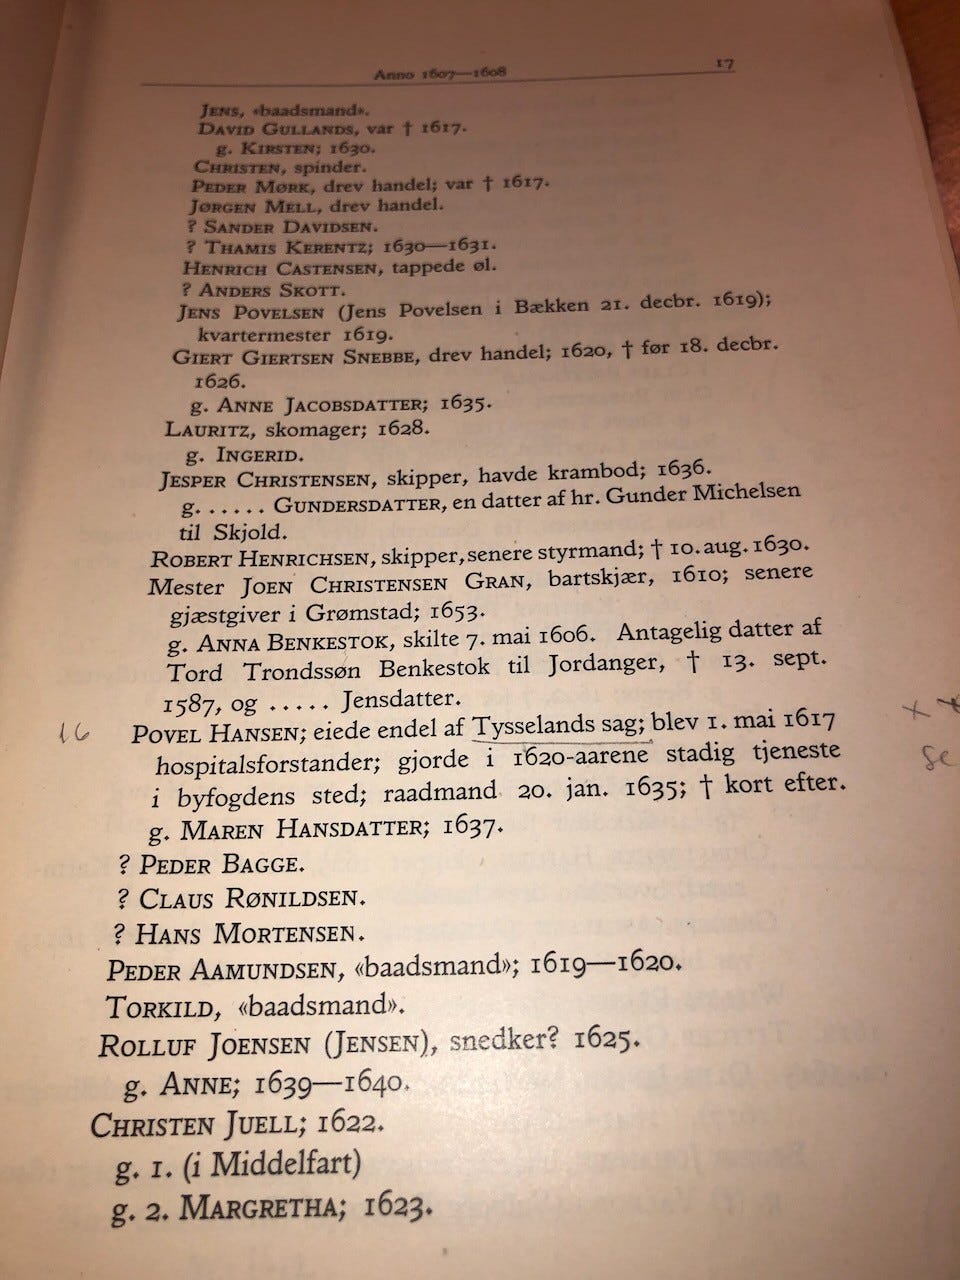 Anno 1607—1608
17
JENS, «baadsmand».
DAVID GULLANDS, var † 1617.
g. KIRSTEN; 1630.
CHRISTEN, spinder.
PEDER MØRK, drev handel; var † 1617.
JØRGEN MELL, drev handel.
? SANDER DAVIDSEN.
? THAMIS KERENTZ; 1630—1631.
HENRICH CASTENSEN, tappede øl.
? ANDERS SKOTT.
JENS POVELSEN (Jens Povelsen i Bækken 21. decbr. 1619);
kvartermester 1619.
GIERT GIERTSEN SNEBBE, drev handel; 1620, † før 18. decbr.
1626.
g. ANNE JACOBSDATTER; 1635.
LAURITZ, skomager; 1628.
g. INGERID.
JESPER CHRISTENSEN, skipper, havde krambod; 1636.
g. . . . . . . GUNDERSDATTER, en datter af hr. Gunder Michelsen
til Skjold.
ROBERT HENRICHSEN, skipper, senere styrmand; † 10. aug. 1630.
Mester JOEN CHRISTENSEN GRAN, bartskjær, 1610; senere
gjæstgiver i Grømstad; 1653.
g. ANNA BENKESTOK, skilte 7. mai 1606. Antagelig datter af
Tord Trondssøn Benkestok til Jordanger, † 13. sept.
1587, og . . . . . Jensdatter.
16 POVEL HANSEN; eiede endel af Tysselands sag; blev 1. mai 1617
hospitalsforstander; gjorde i 1620-aarene stadig tjeneste
i byfogdens sted; raadmand 20. jan. 1635; † kort efter.
g. MAREN HANSDATTER; 1637.
? PEDER BAGGE.
? CLAUS RØNILDSEN.
? HANS MORTENSEN.
PEDER AAMUNDSEN, «baadsmand»; 1619—1620.
TORKILD, «baadsmand».
ROLLUF JOENSEN (JENSEN), snedker? 1625.
g. ANNE; 1639—1640.
CHRISTEN JUELL; 1622.
g. 1. (i Middelfart)
g. 2. MARGRETHA; 1623.